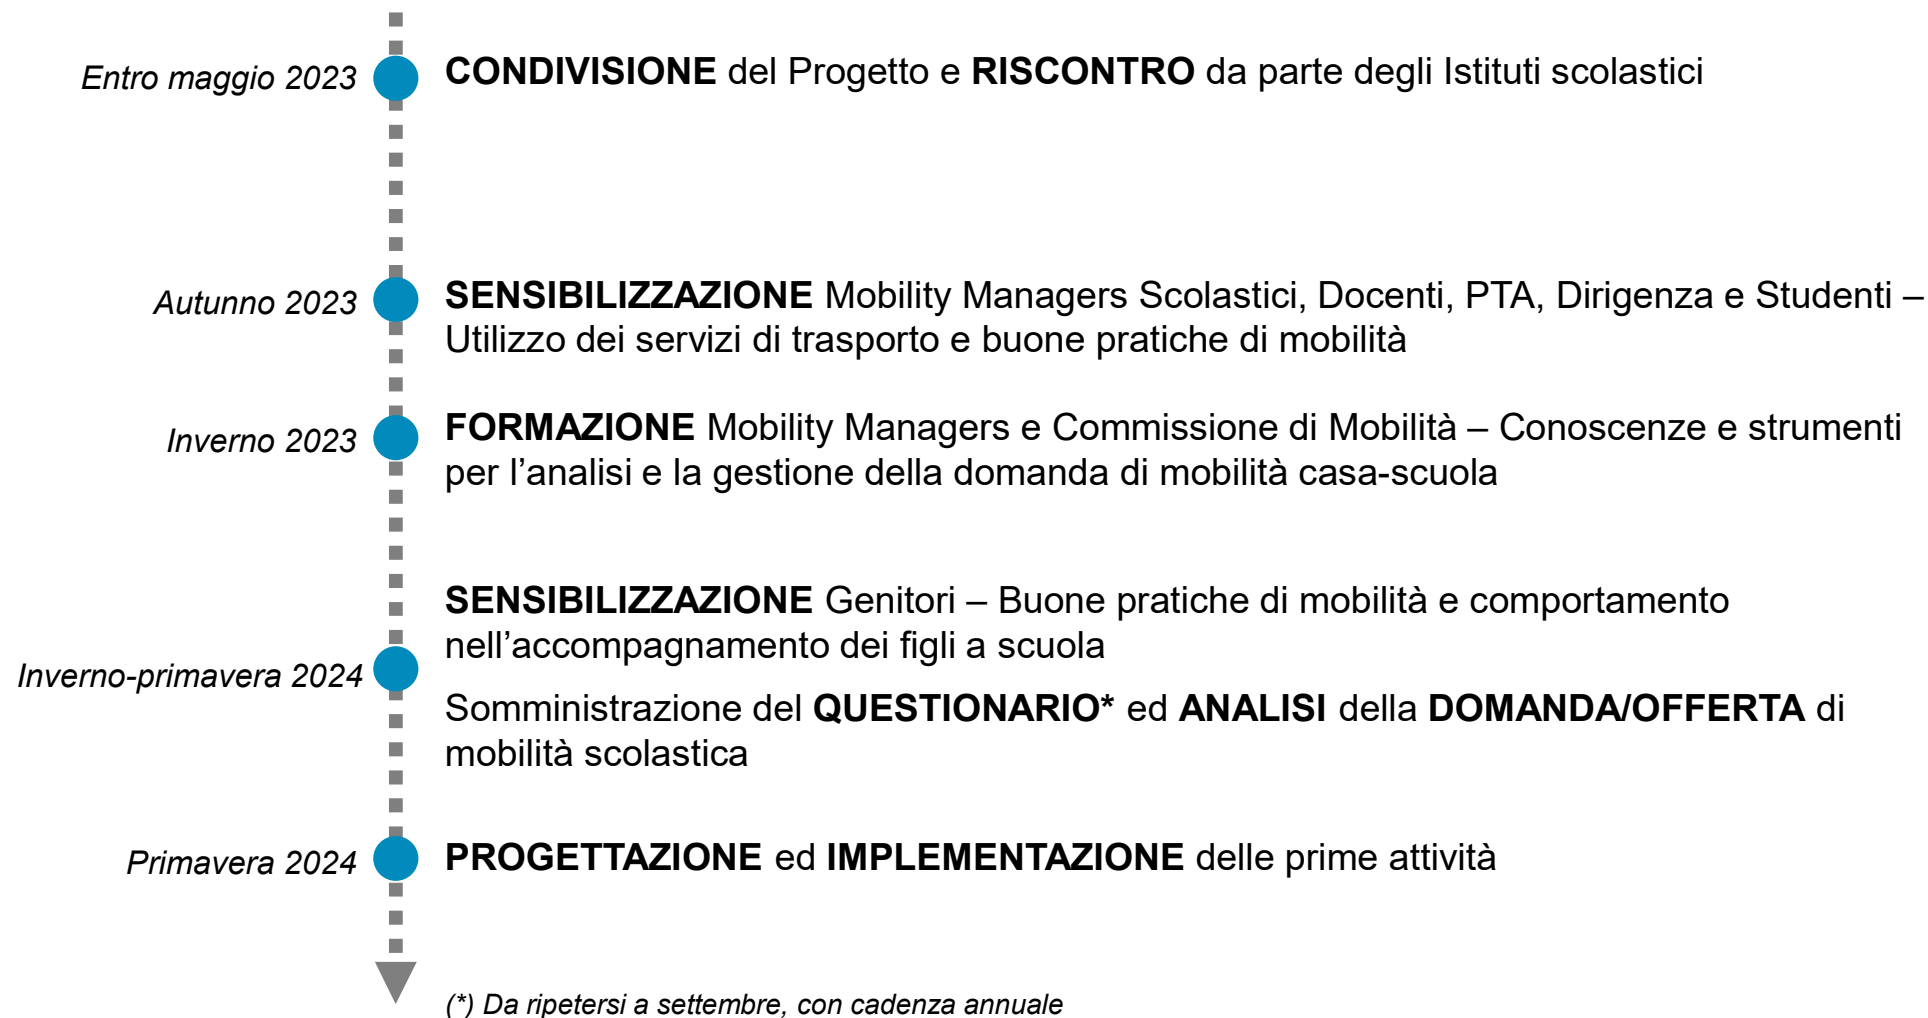 Entro maggio 2023
CONDIVISIONE del Progetto e RISCONTRO da parte degli Istituti scolastici
Autunno 2023
SENSIBILIZZAZIONE Mobility Managers Scolastici, Docenti, PTA, Dirigenza e Studenti –
Utilizzo dei servizi di trasporto e buone pratiche di mobilità
Inverno 2023
FORMAZIONE Mobility Managers e Commissione di Mobilità – Conoscenze e strumenti
per l’analisi e la gestione della domanda di mobilità casa-scuola
Inverno-primavera 2024
SENSIBILIZZAZIONE Genitori – Buone pratiche di mobilità e comportamento
nell’accompagnamento dei figli a scuola
Somministrazione del QUESTIONARIO* ed ANALISI della DOMANDA/OFFERTA di
mobilità scolastica
Primavera 2024
PROGETTAZIONE ed IMPLEMENTAZIONE delle prime attività
(*) Da ripetersi a settembre, con cadenza annuale